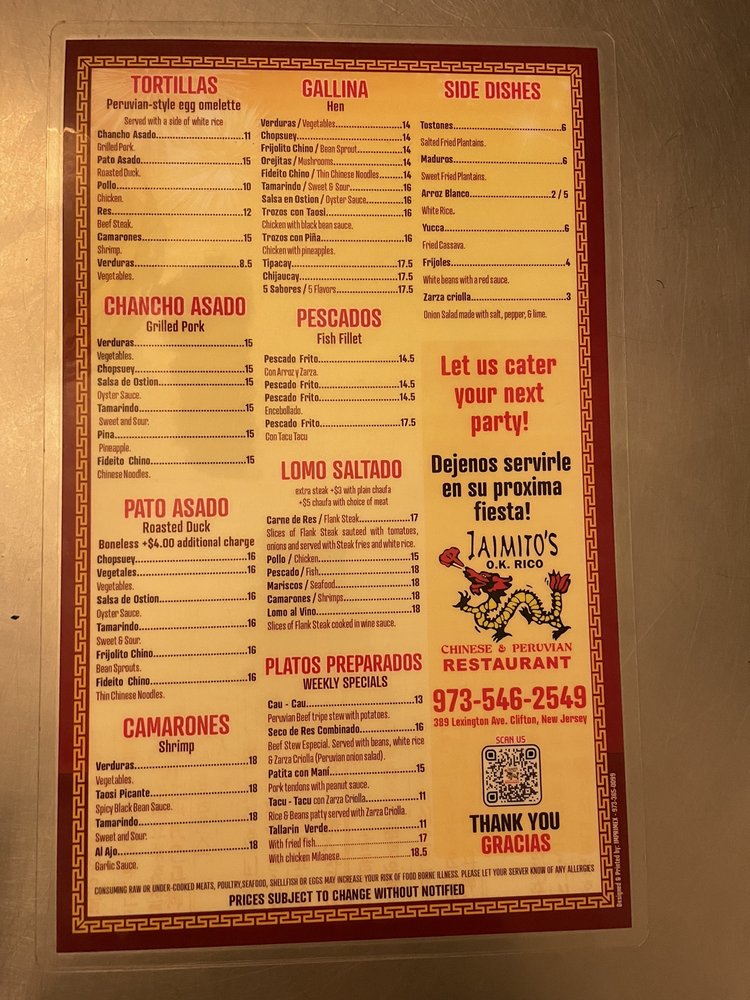 TORTILLAS
Peruvian-style egg omelette
Served with a side of white rice
Chancho Asado...11
Grilled Pork.
Pato Asado...15
Roasted Duck.
Pollo...10
Chicken.
Res...12
Beef Steak.
Camarones...15
Shrimp.
Verduras...8.5
Vegetables.
CHANCHO ASADO
Grilled Pork
Verduras...15
Vegetables.
Chopsuey...15
Salsa de Ostion...15
Oyster Sauce.
Tamarindo...15
Sweet and Sour.
Pina...15
Pineapple.
Fideito Chino...15
Chinese Noodles.
PATO ASADO
Roasted Duck
Boneless +$4.00 additional charge
Chopsuey...16
Vegetales...16
Vegetables.
Salsa de Ostion...16
Oyster Sauce.
Tamarindo...16
Sweet & Sour.
Frijolito Chino...16
Bean Sprouts.
Fideito Chino...16
Thin Chinese Noodles.
CAMARONES
Shrimp
Verduras...18
Vegetables.
Taosi Picante...18
Spicy Black Bean Sauce.
Tamarindo...18
Sweet and Sour.
Al Ajo...18
Garlic Sauce.
GALLINA
Hen
Verduras / Vegetables...14
Chopsuey...14
Frijolito Chino / Bean Sprout...14
Orejitas / Mushrooms...14
Fideito Chino / Thin Chinese Noodles...14
Tamarindo / Sweet & Sour...16
Salsa en Ostion / Oyster Sauce...16
Trozos con Taosi...16
Chicken with black bean sauce.
Trozos con Piña...16
Chicken with pineapples.
Tipacay...17.5
Chijaucay...17.5
5 Sabores / 5 Flavors...17.5
PESCADOS
Fish Fillet
Pescado Frito...14.5
Con Arroz y Zarza.
Pescado Frito...14.5
Pescado Frito...14.5
Encebollado.
Pescado Frito...17.5
Con Tacu Tacu
LOMO SALTADO
extra steak +$3 with plain chaufa
+$5 chaufa with choice of meat
Carne de Res / Flank Steak...17
Slices of Flank Steak sauteed with tomatoes,
onions and served with Steak fries and white rice.
Pollo / Chicken...15
Pescado / Fish...18
Mariscos / Seafood...18
Camarones / Shrimps...18
Lomo al Vino...18
Slices of Flank Steak cooked in wine sauce.
PLATOS PREPARADOS
WEEKLY SPECIALS
Cau - Cau...13
Peruvian Beef tripe stew with potatoes.
Seco de Res Combinado...16
Beef Stew Especial. Served with beans, white rice
& Zarza Criolla (Peruvian onion salad).
Patita con Maní...15
Pork tendons with peanut sauce.
Tacu - Tacu con Zarza Criolla...11
Rice & Beans patty served with Zarza Criolla.
Tallarin Verde...11
With fried fish...17
With chicken Milanese...18.5
SIDE DISHES
Tostones...6
Salted Fried Plantains.
Maduros...6
Sweet Fried Plantains.
Arroz Blanco...2 / 5
White Rice.
Yucca...6
Fried Cassava.
Frijoles...4
White beans with a red sauce.
Zarza criolla...3
Onion Salad made with salt, pepper, & lime.
Let us cater
your next
party!
Dejenos servirle
en su proxima
fiesta!
JAIMITO'S
O.K. RICO
CHINESE & PERUVIAN
RESTAURANT
973-546-2549
389 Lexington Ave. Clifton, New Jersey
SCAN US
THANK YOU
GRACIAS
CONSUMING RAW OR UNDER-COOKED MEATS, POULTRY,SEAFOOD, SHELLFISH OR EGGS MAY INCREASE YOUR RISK OF FOOD BORNE ILLNESS. PLEASE LET YOUR SERVER KNOW OF ANY ALLERGIES
PRICES SUBJECT TO CHANGE WITHOUT NOTIFIED
Designed & Printed by: IMPRIMEX - 973-365-0099